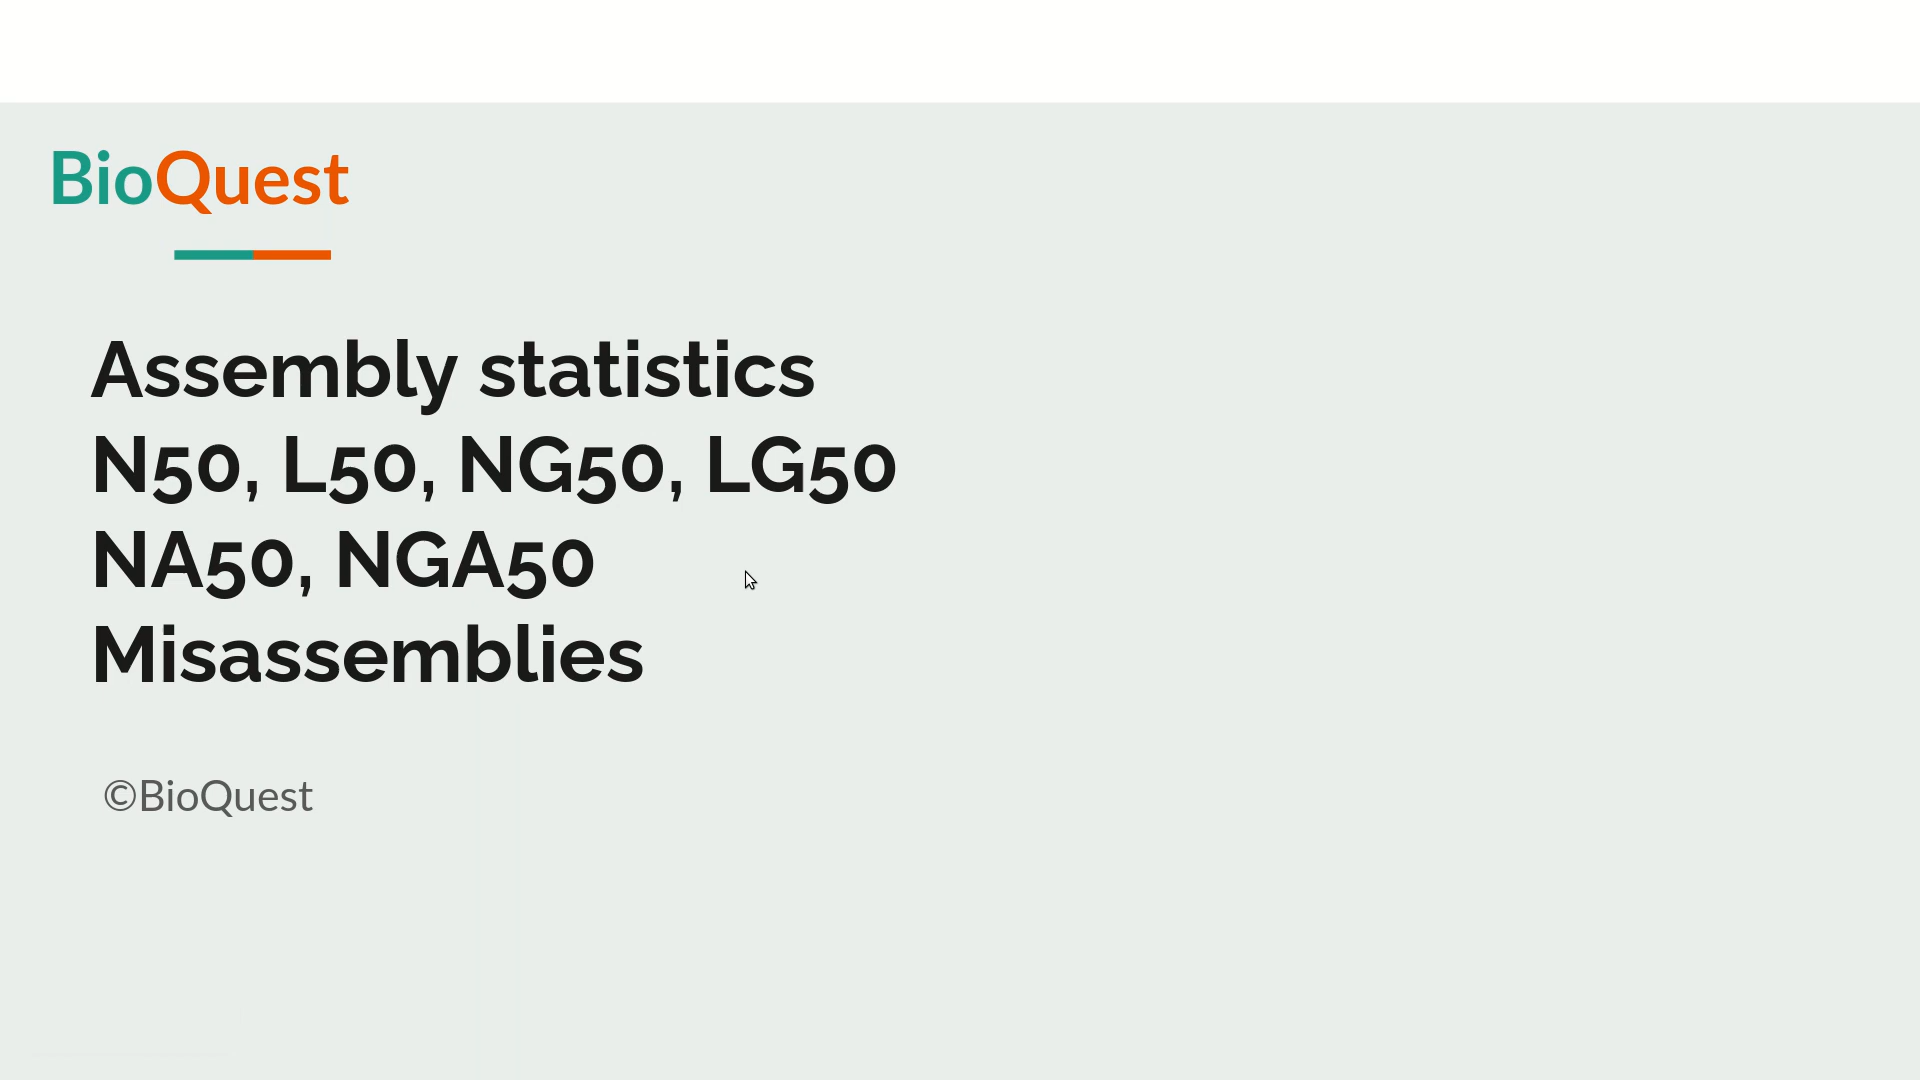 BioQuest
Assembly statistics
N50, L50, NG50, LG50
NA50, NGA50
Misassemblies
©BioQuest